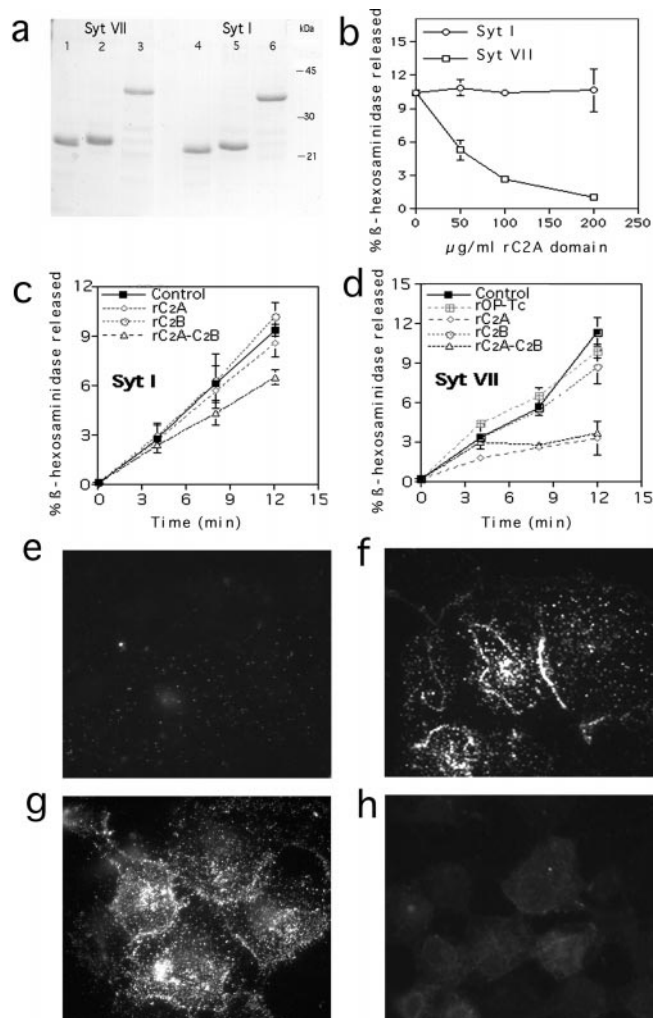 a
Syt VII Syt I
1 2 3 4 5 6 kDa
45
30
21
b
Syt I
Syt VII
% ß-hexosaminidase released
15
12
9
6
3
0
0 50 100 150 200 250
µg/ml rC2A domain
c
Control
rC2A
rC2B
rC2A-C2B
Syt I
% ß-hexosaminidase released
12
9
6
3
0
0 3 6 9 12 15
Time (min)
d
Control
rOP-Tc
rC2A
rC2B
rC2A-C2B
Syt VII
% ß-hexosaminidase released
15
12
9
6
3
0
0 3 6 9 12 15
Time (min)
e
f
g
h